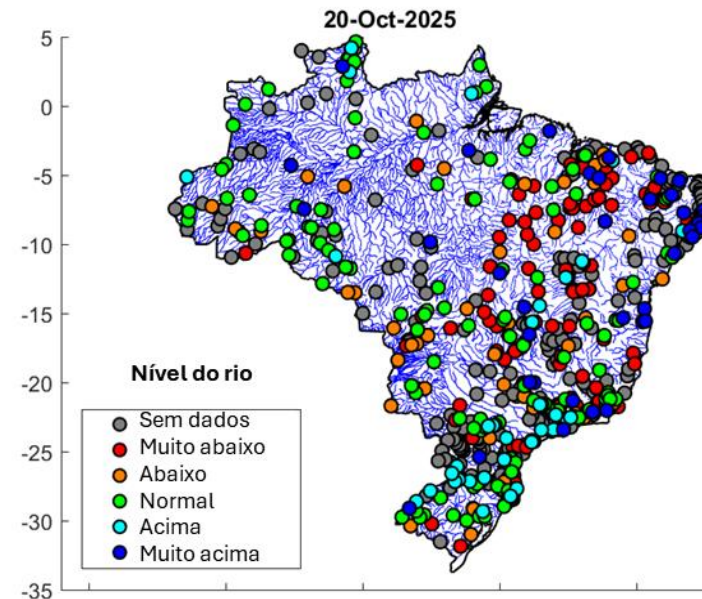 20-Oct-2025
5
0
-5
-10
-15
-20
-25
-30
-35
Nível do rio
Sem dados
Muito abaixo
Abaixo
Normal
Acima
Muito acima